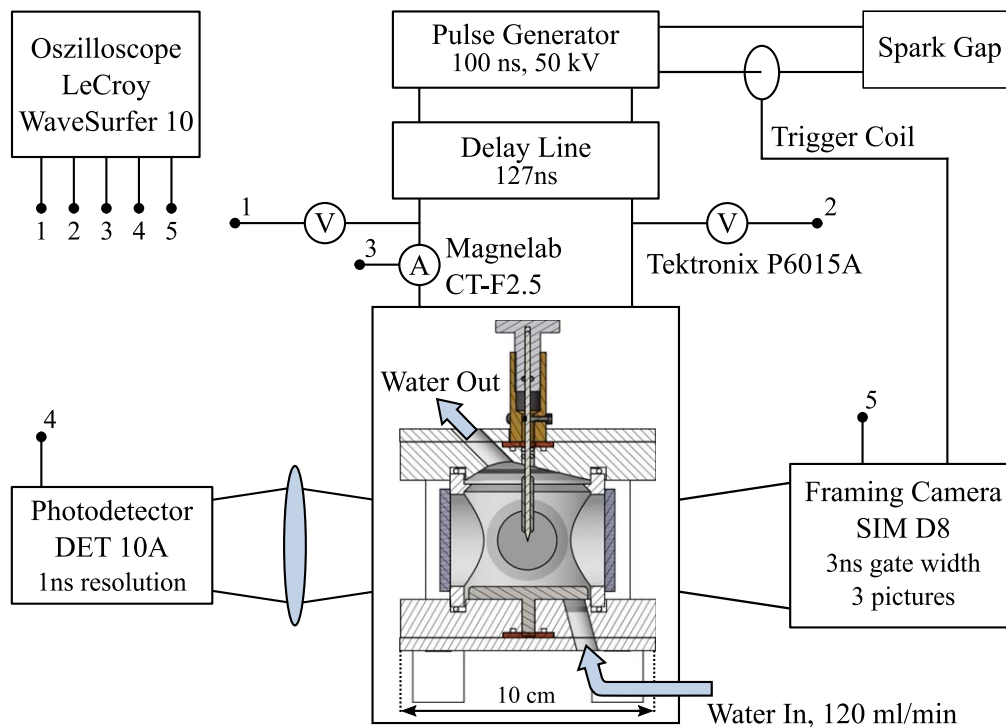 Oszilloscope
LeCroy
WaveSurfer 10
1
2
3
4
5
Pulse Generator
100 ns, 50 kV
Spark Gap
Trigger Coil
Delay Line
127ns
1
V
V
2
3
A
Magnelab
CT-F2.5
Tektronix P6015A
Water Out
4
Photodetector
DET 10A
1ns resolution
5
Framing Camera
SIM D8
3ns gate width
3 pictures
10 cm
Water In, 120 ml/min